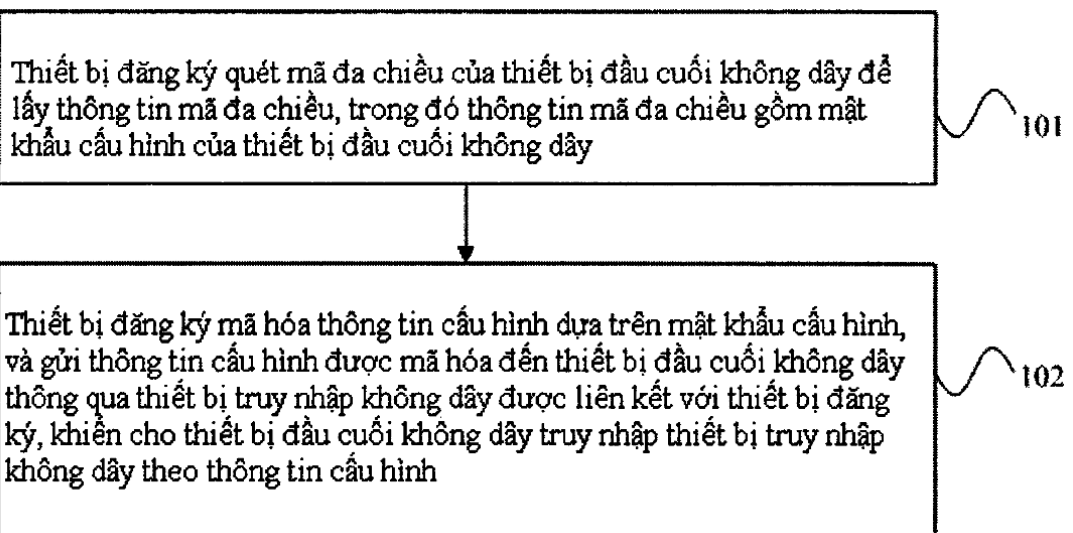 Thiết bị đăng ký quét mã đa chiều của thiết bị đầu cuối không dây để
lấy thông tin mã đa chiều, trong đó thông tin mã đa chiều gồm mật
khẩu cấu hình của thiết bị đầu cuối không dây
101
Thiết bị đăng ký mã hóa thông tin cấu hình dựa trên mật khẩu cấu hình,
và gửi thông tin cấu hình được mã hóa đến thiết bị đầu cuối không dây
thông qua thiết bị truy nhập không dây được liên kết với thiết bị đăng
ký, khiến cho thiết bị đầu cuối không dây truy nhập thiết bị truy nhập
không dây theo thông tin cấu hình
102